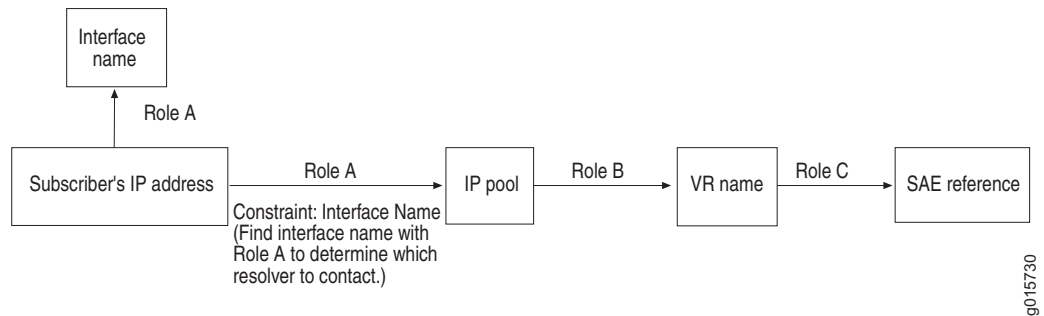 Interface
name
Role A
Subscriber's IP address
Role A
IP pool
Role B
VR name
Role C
SAE reference
Constraint: Interface Name
(Find interface name with
Role A to determine which
resolver to contact.)
g015730